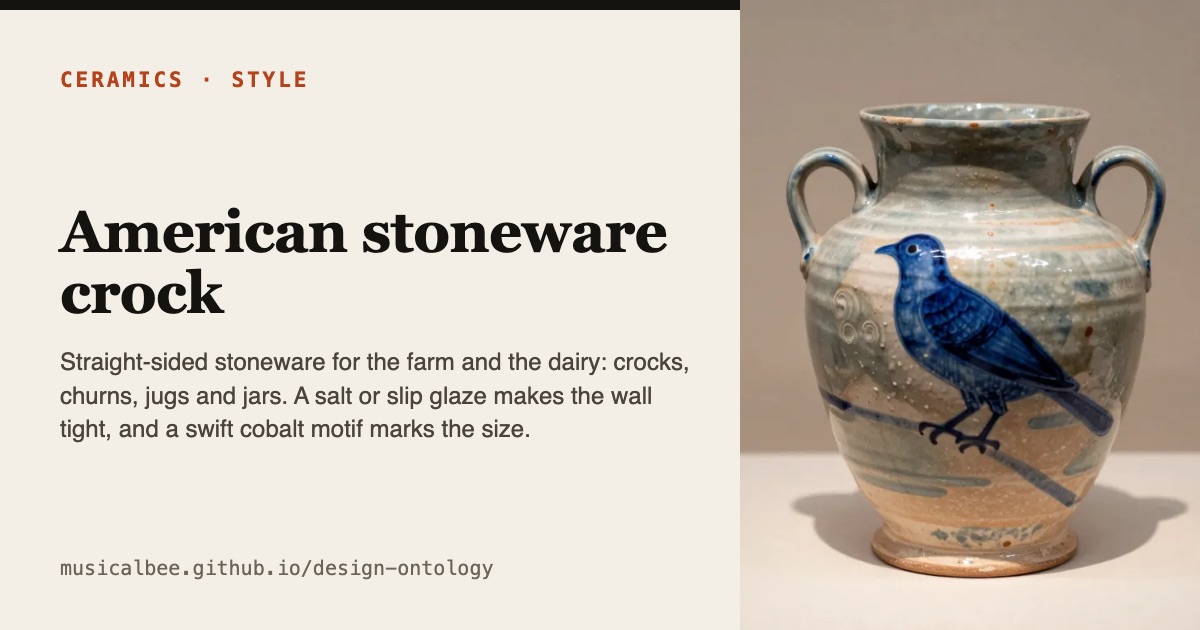 CERAMICS · STYLE
American stoneware
crock
Straight-sided stoneware for the farm and the dairy: crocks,
churns, jugs and jars. A salt or slip glaze makes the wall
tight, and a swift cobalt motif marks the size.
musicalbee.github.io/design-ontology